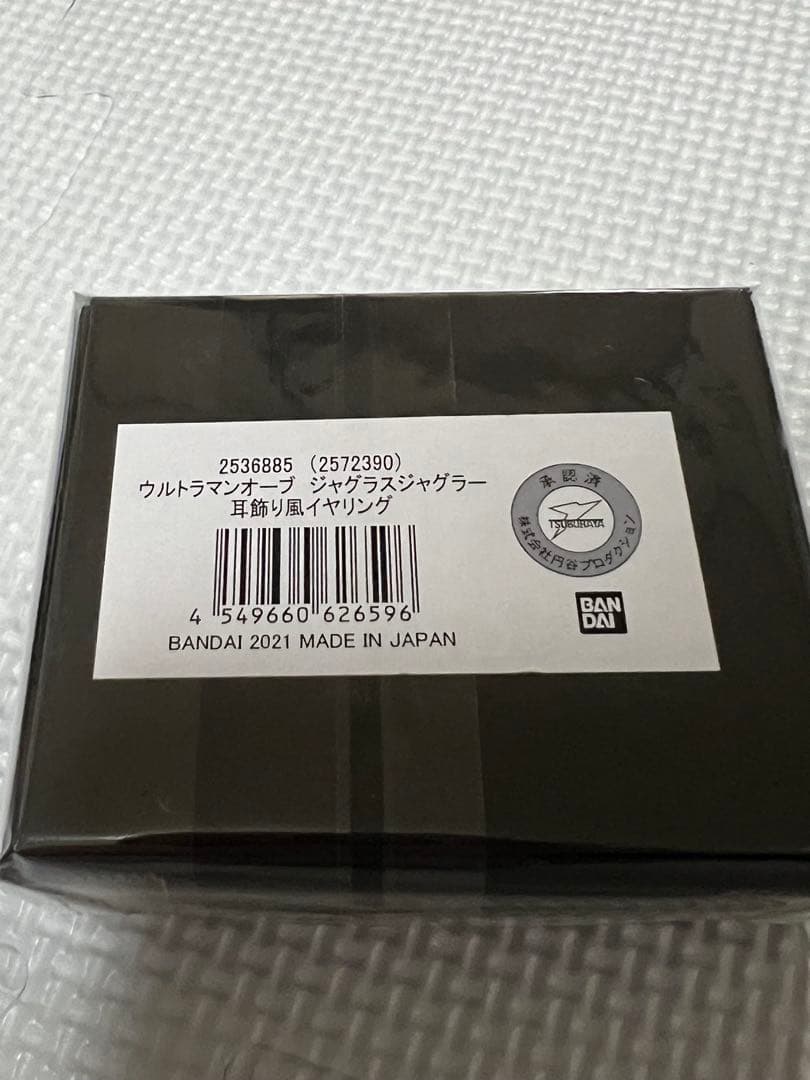 2536885 (2572390)
ウルトラマンオーブ ジャグラスジャグラー
耳飾り風イヤリング
4 549660 626596
BANDAI 2021 MADE IN JAPAN
承認済
TSUBURAYA
株式会社円谷プロダクション
BAN
DAI